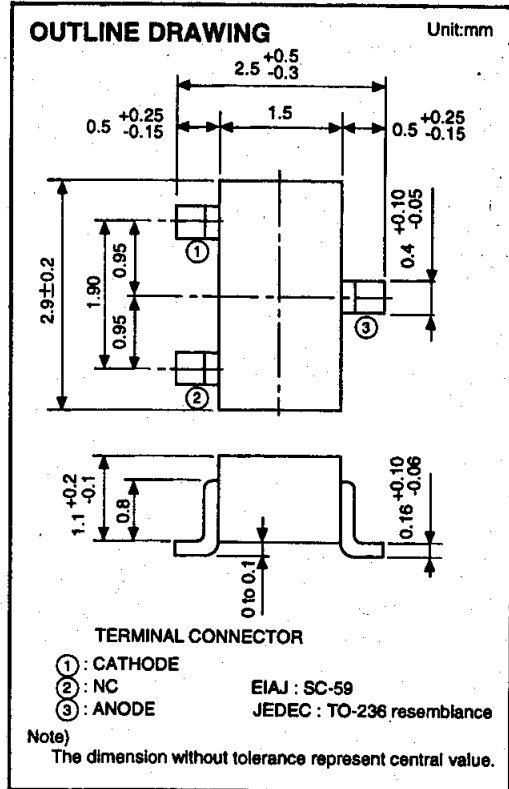 OUTLINE DRAWING
Unit:mm
2.5 +0.5 -0.3
0.5 +0.25 -0.15
1.5
0.5 +0.25 -0.15
2.9±0.2
1.90
0.95
0.95
0.4 +0.10 -0.05
①
②
③
1.1 +0.2 -0.1
0.8
0 to 0.1
0.16 +0.10 -0.06
TERMINAL CONNECTOR
① : CATHODE
② : NC
③ : ANODE
EIAJ : SC-59
JEDEC : TO-236 resemblance
Note)
The dimension without tolerance represent central value.